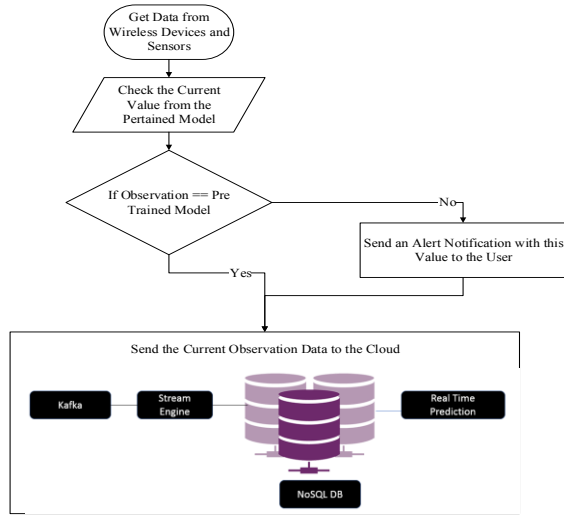 Get Data from
Wireless Devices and
Sensors
Check the Current
Value from the
Pertained Model
If Observation == Pre
Trained Model
No
Send an Alert Notification with this
Value to the User
Yes
Send the Current Observation Data to the Cloud
Kafka
Stream
Engine
Real Time
Prediction
NoSQL DB